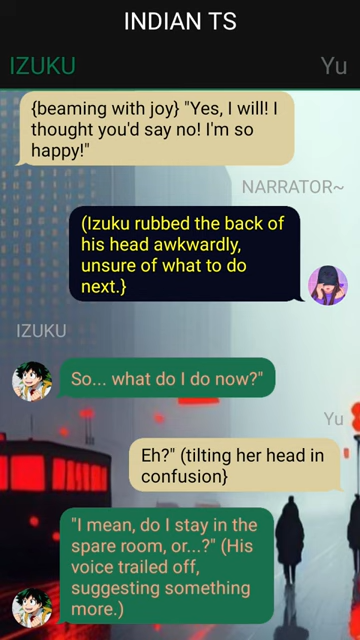 INDIAN TS
IZUKU Yu
{beaming with joy} "Yes, I will! I
thought you'd say no! I'm so
happy!"
NARRATOR~
(Izuku rubbed the back of
his head awkwardly,
unsure of what to do
next.}
IZUKU
So... what do I do now?"
Yu
Eh?" (tilting her head in
confusion}
"I mean, do I stay in the
spare room, or...?" (His
voice trailed off,
suggesting something
more.)